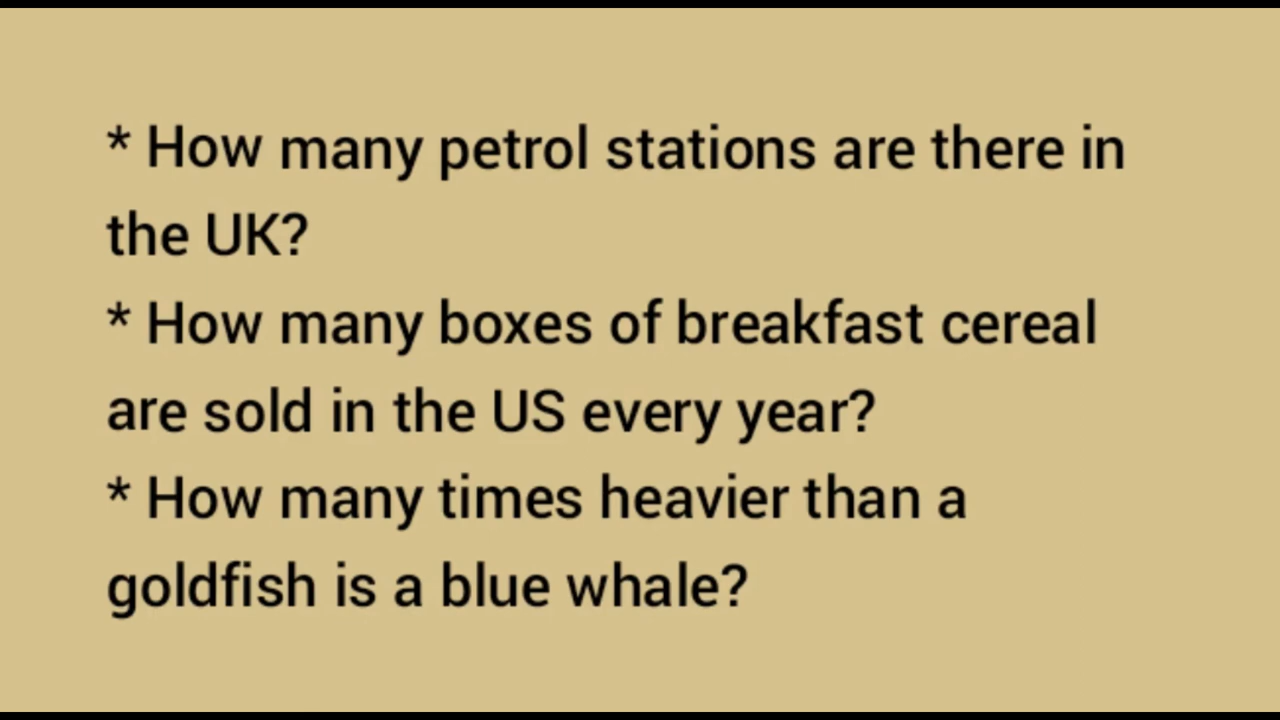 * How many petrol stations are there in
the UK?
* How many boxes of breakfast cereal
are sold in the US every year?
* How many times heavier than a
goldfish is a blue whale?